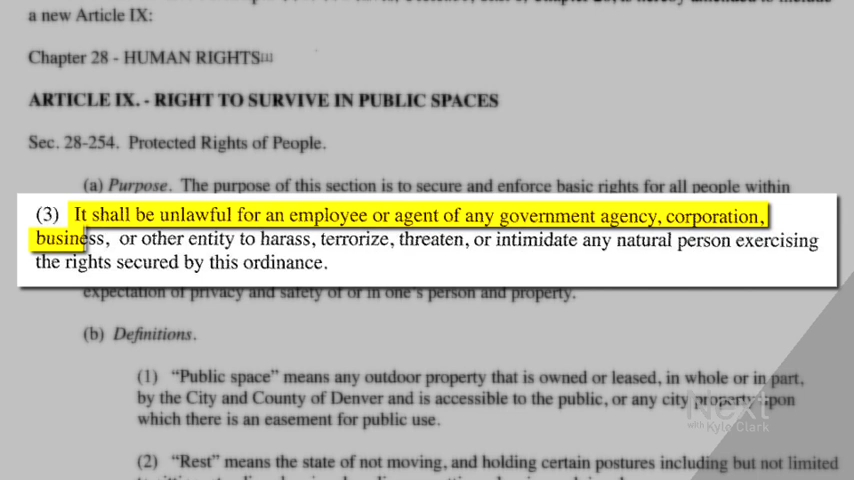 a new Article IX:
Chapter 28 - HUMAN RIGHTS[1]
ARTICLE IX. - RIGHT TO SURVIVE IN PUBLIC SPACES
Sec. 28-254. Protected Rights of People.
(a) Purpose. The purpose of this section is to secure and enforce basic rights for all people within
(3) It shall be unlawful for an employee or agent of any government agency, corporation,
business, or other entity to harass, terrorize, threaten, or intimidate any natural person exercising
the rights secured by this ordinance.
expectation of privacy and safety of or in one's person and property.
(b) Definitions.
(1) “Public space” means any outdoor property that is owned or leased, in whole or in part,
by the City and County of Denver and is accessible to the public, or any city property upon
which there is an easement for public use.
Next
with Kyle Clark
(2) “Rest” means the state of not moving, and holding certain postures including but not limited